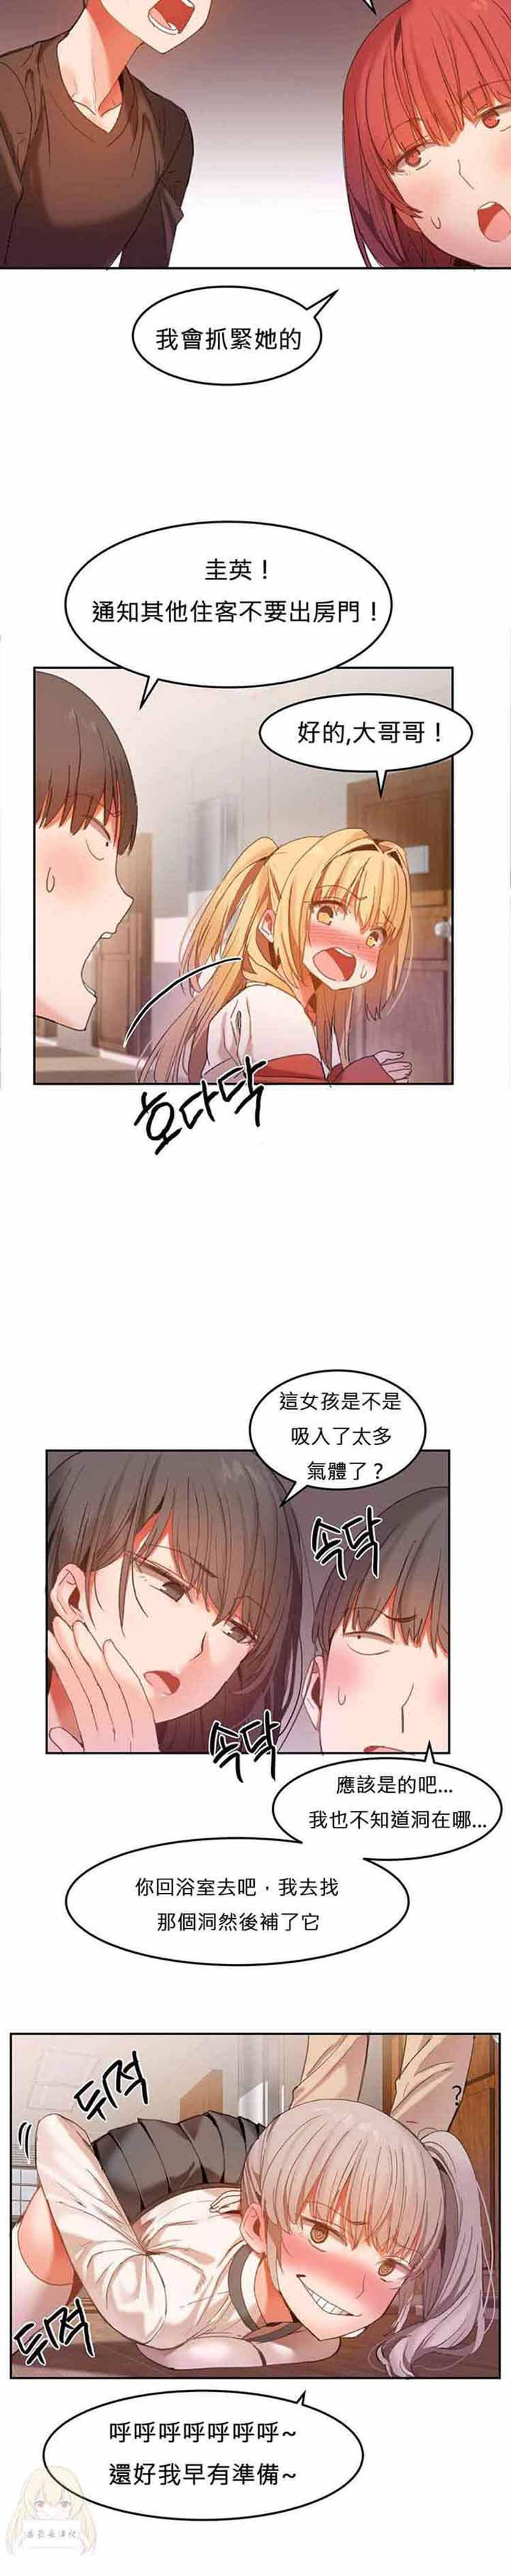 我會抓緊她的
圭英！
通知其他住客不要出房門！
好的,大哥哥！
호다닥
這女孩是不是
吸入了太多
氣體了？
속닥
속닥
應該是的吧...
我也不知道洞在哪...
你回浴室去吧，我去找
那個洞然後補了它
뒤적
?
뒤적
呼呼呼呼呼呼呼~
還好我早有準備~